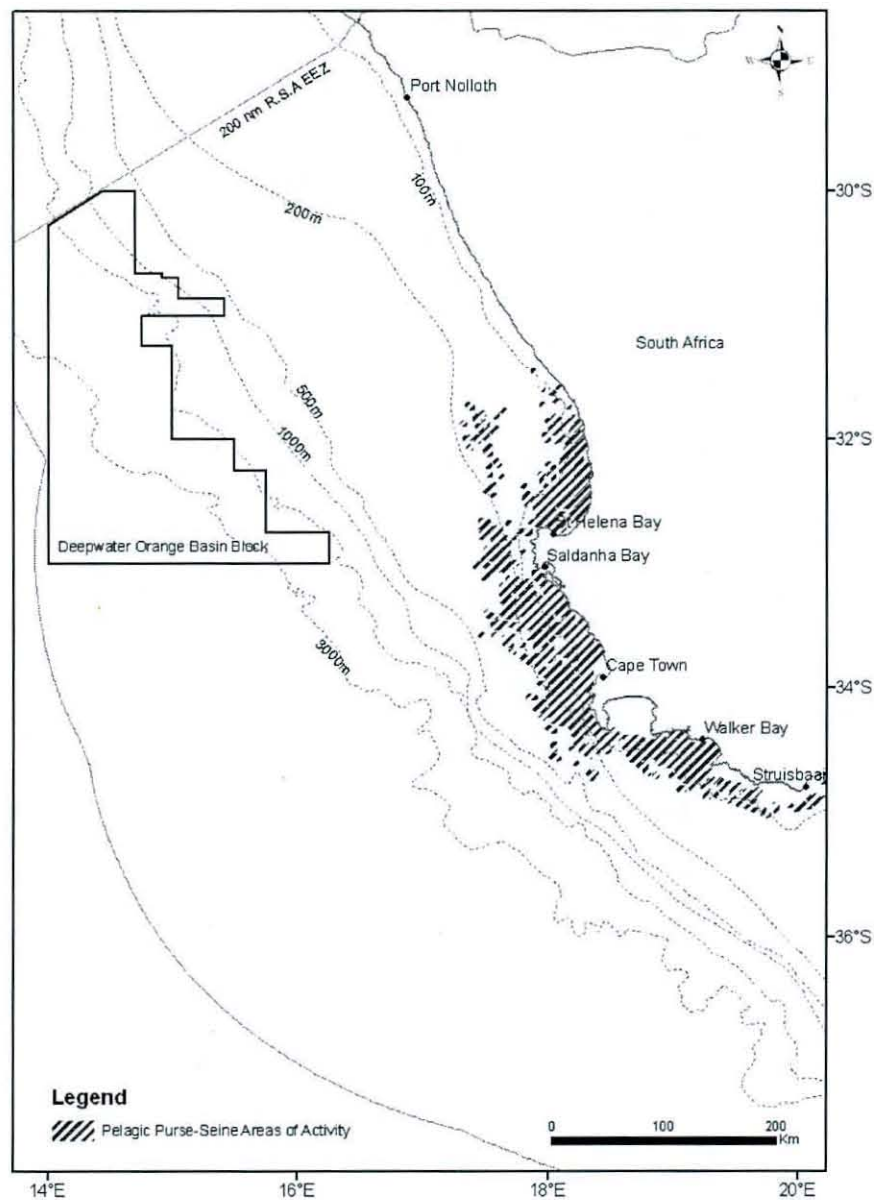 N
W
E
S
Port Nolloth
200 nm R.S.A EEZ
30°S
100m
200m
South Africa
500m
32°S
1000m
St Helena Bay
Deepwater Orange Basin Block
Saldanha Bay
3000m
Cape Town
34°S
Walker Bay
Struisbaai
36°S
Legend
Pelagic Purse-Seine Areas of Activity
0 100 200
Km
14°E 16°E 18°E 20°E